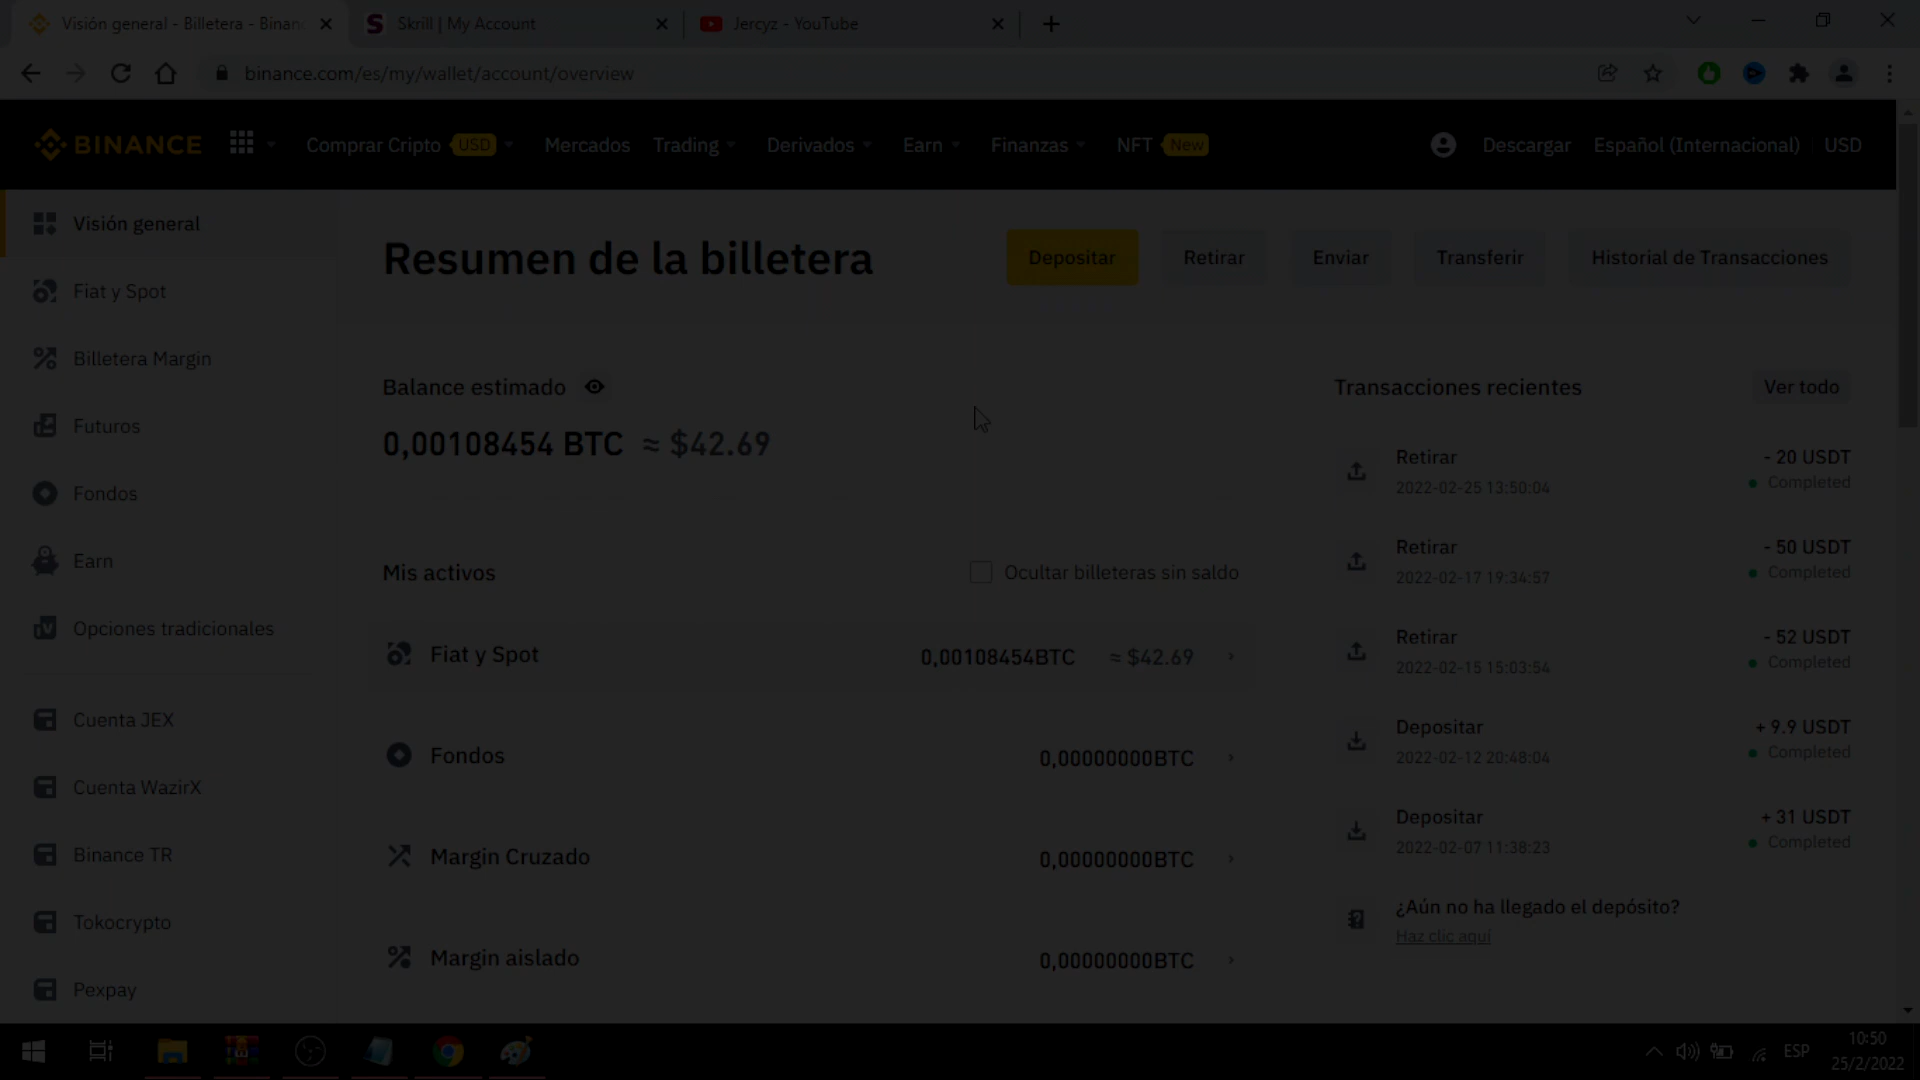 Visión general - Billetera - Binan
Skrill | My Account
Jercyz - YouTube
binance.com/es/my/wallet/account/overview
BINANCE
Comprar Cripto USD
Mercados
Trading
Derivados
Earn
Finanzas
NFT New
Descargar
Español (Internacional)
USD
Visión general
Fiat y Spot
Billetera Margin
Futuros
Fondos
Earn
Opciones tradicionales
Cuenta JEX
Cuenta WazirX
Binance TR
Tokocrypto
Pexpay
Resumen de la billetera
Depositar
Retirar
Enviar
Transferir
Historial de Transacciones
Balance estimado
0,00108454 BTC ≈ $42.69
Mis activos
Ocultar billeteras sin saldo
Fiat y Spot
0,00108454BTC ≈ $42.69
Fondos
0,00000000BTC
Margin Cruzado
0,00000000BTC
Margin aislado
0,00000000BTC
Transacciones recientes
Ver todo
Retirar
- 20 USDT
2022-02-25 13:50:04
Completed
Retirar
- 50 USDT
2022-02-17 19:34:57
Completed
Retirar
- 52 USDT
2022-02-15 15:03:54
Completed
Depositar
+ 9.9 USDT
2022-02-12 20:48:04
Completed
Depositar
+ 31 USDT
2022-02-07 11:38:23
Completed
¿Aún no ha llegado el depósito?
Haz clic aquí
ESP
10:50
25/2/2022